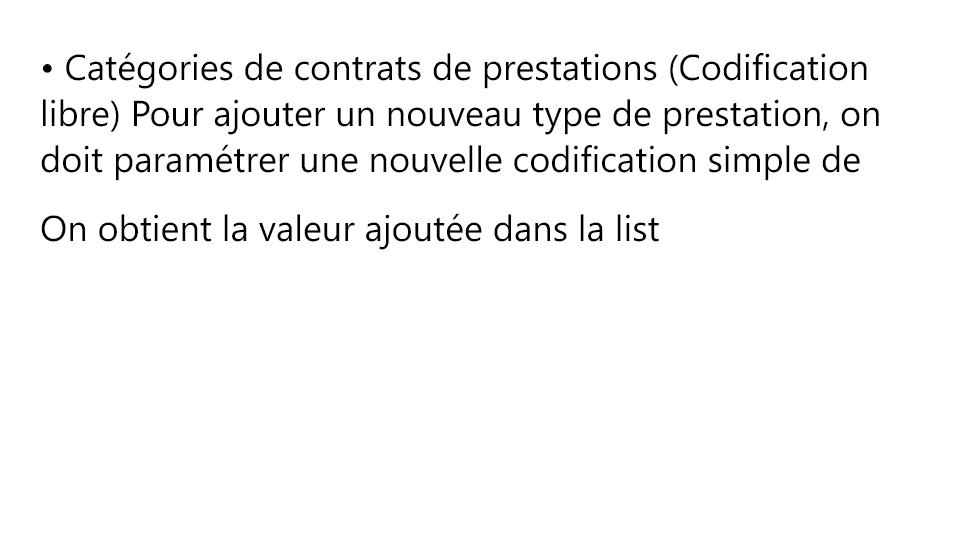 • Catégories de contrats de prestations (Codification
libre) Pour ajouter un nouveau type de prestation, on
doit paramétrer une nouvelle codification simple de
On obtient la valeur ajoutée dans la list